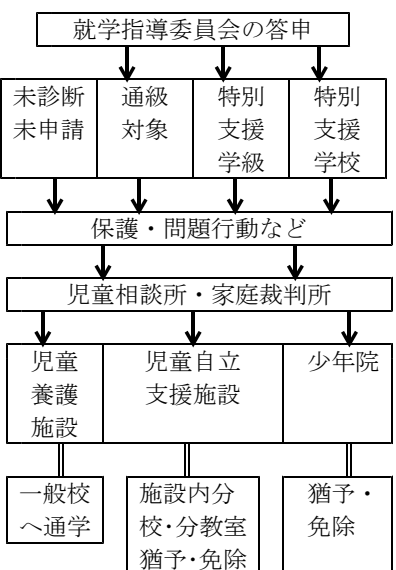 就学指導委員会の答申
未診断
未申請
通級
対象
特別
支援
学級
特別
支援
学校
保護・問題行動など
児童相談所・家庭裁判所
児童
養護
施設
児童自立
支援施設
少年院
一般校
へ通学
施設内分
校・分教室
猶予・免除
猶予・
免除